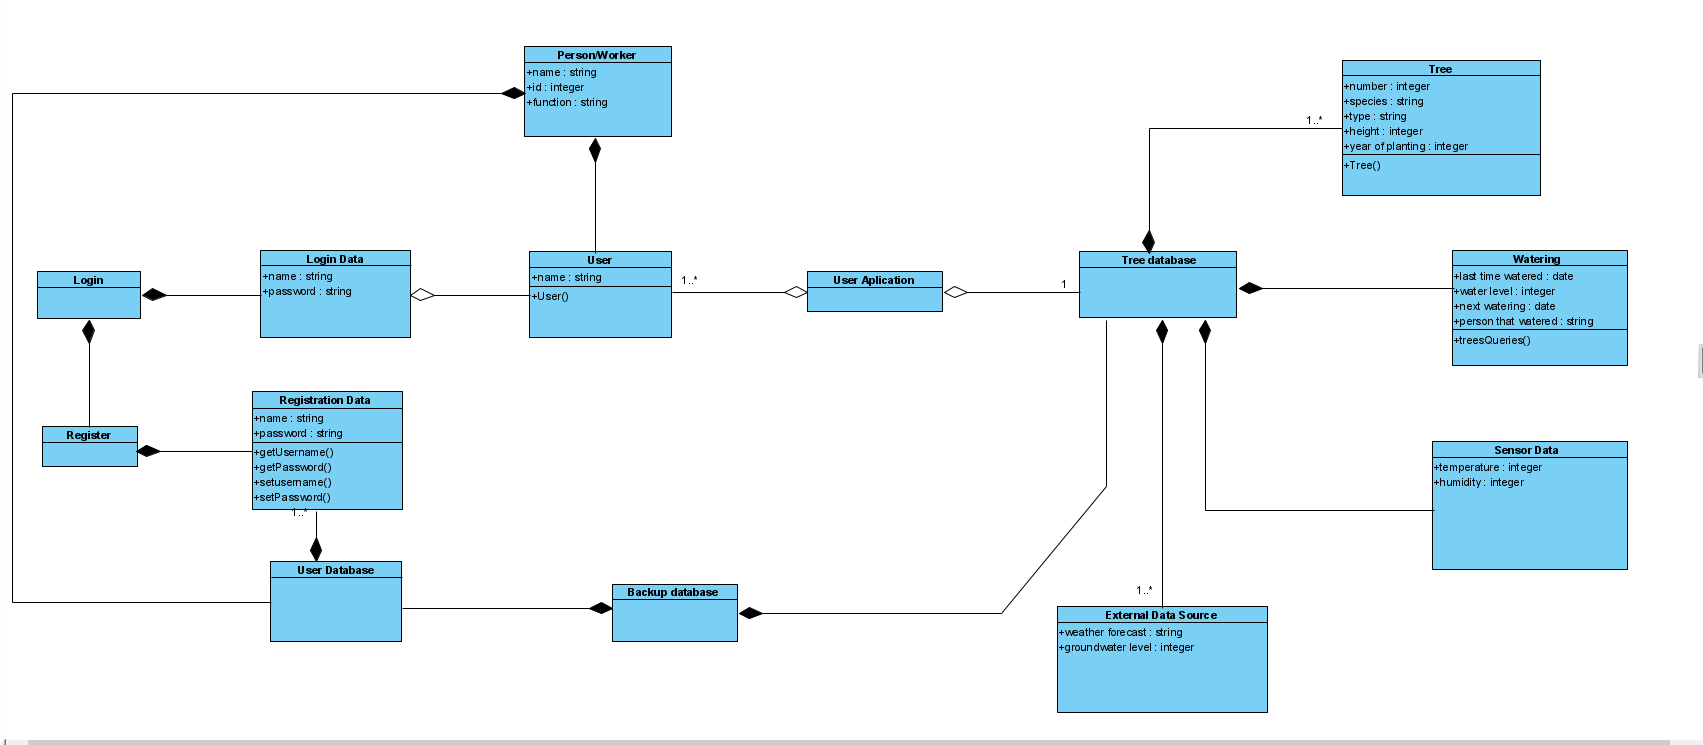 Person/Worker
+name : string
+id : integer
+function : string
Tree
+number : integer
+species : string
+type : string
+height : integer
+year of planting : integer
+Tree()
1..*
Login
Login Data
+name : string
+password : string
User
+name : string
+User()
1..*
User Aplication
1
Tree database
Watering
+last time watered : date
+water level : integer
+next watering : date
+person that watered : string
+treesQueries()
Register
Registration Data
+name : string
+password : string
+getUsername()
+getPassword()
+setusername()
+setPassword()
1..*
Sensor Data
+temperature : integer
+humidity : integer
User Database
Backup database
1..*
External Data Source
+weather forecast : string
+groundwater level : integer